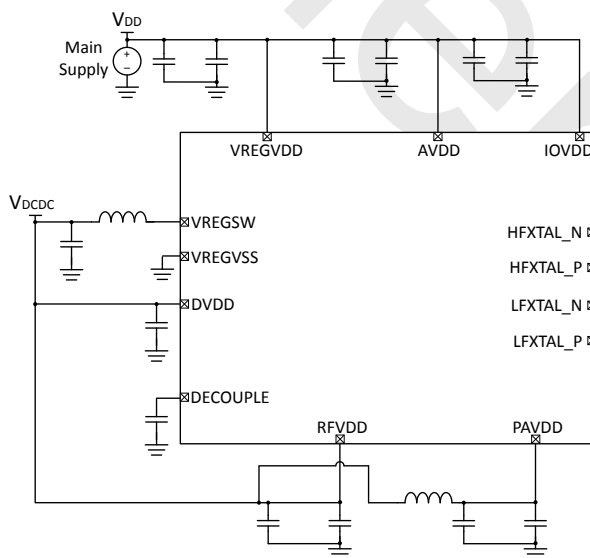 VDD
Main
Supply
+
−
VREGVDD
AVDD
IOVDD
VDCDC
VREGSW
HFXTAL_N
VREGVSS
HFXTAL_P
DVDD
LFXTAL_N
LFXTAL_P
DECOUPLE
RFVDD
PAVDD